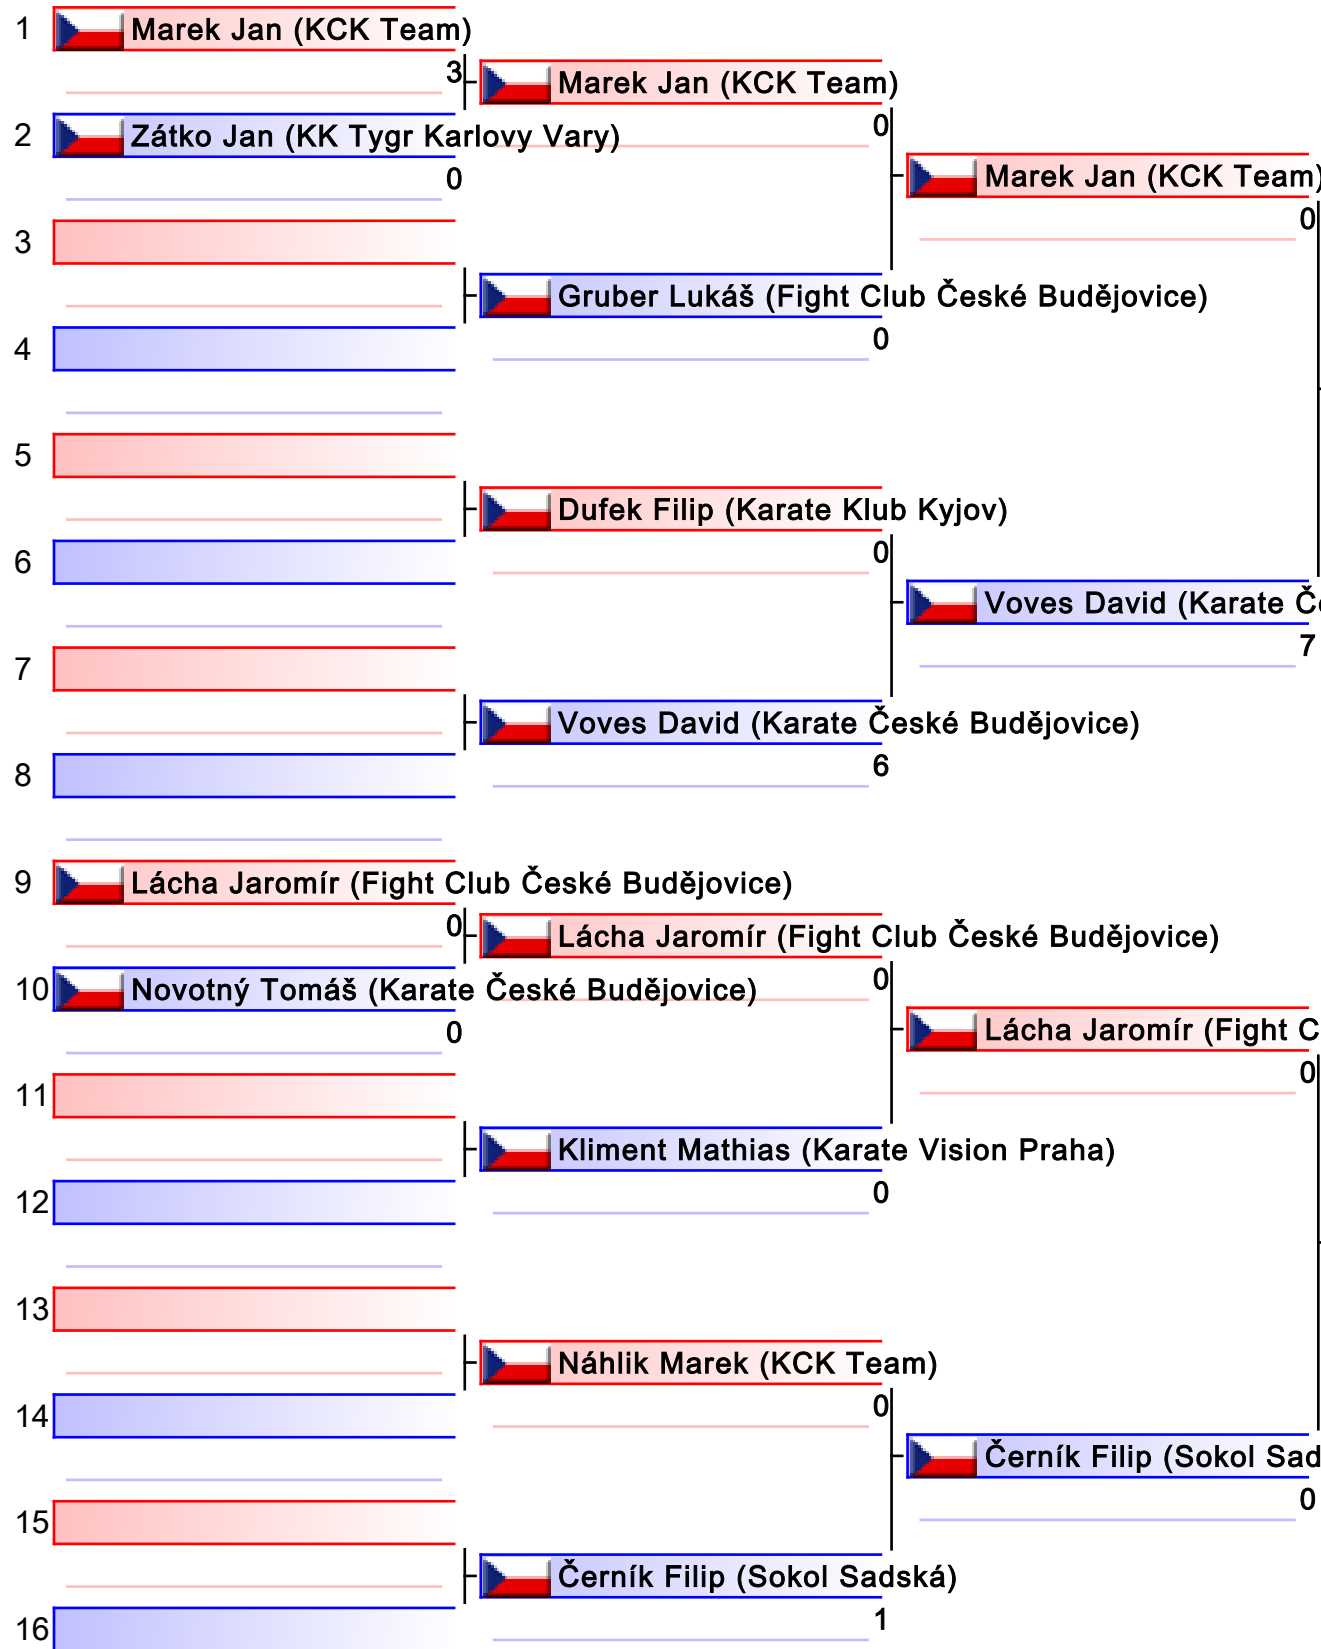 1 Marek Jan (KCK Team)
3 Marek Jan (KCK Team)
2 Zátko Jan (KK Tygr Karlovy Vary)
0
0
Marek Jan (KCK Team)
0
3
Gruber Lukáš (Fight Club České Budějovice)
0
4
5
Dufek Filip (Karate Klub Kyjov)
0
6
Voves David (Karate
7
7
Voves David (Karate České Budějovice)
6
8
9 Lácha Jaromír (Fight Club České Budějovice)
0 Lácha Jaromír (Fight Club České Budějovice)
10 Novotný Tomáš (Karate České Budějovice)
0
0
Lácha Jaromír (Fight
0
11
Kliment Mathias (Karate Vision Praha)
0
12
13
Náhlik Marek (KCK Team)
0
14
Černík Filip (Sokol Sad
0
15
Černík Filip (Sokol Sadská)
1
16